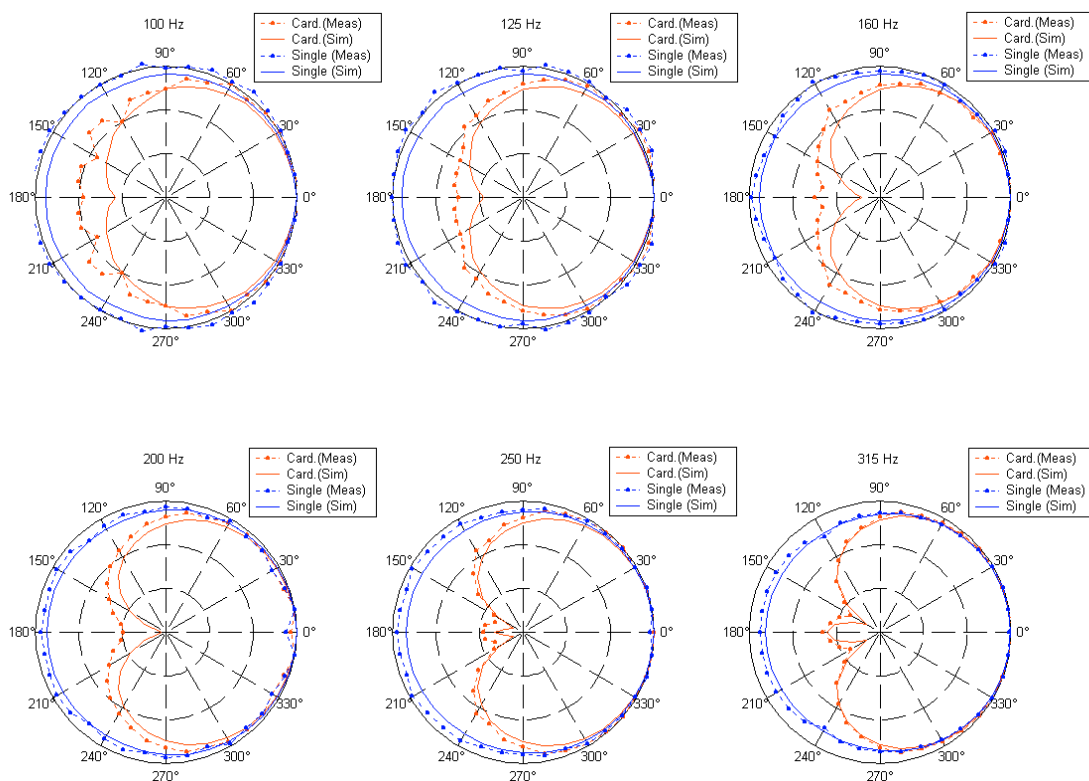 100 Hz
Card.(Meas)
Card.(Sim)
Single (Meas)
Single (Sim)
90°
120°
60°
150°
30°
180°
0°
210°
330°
240°
300°
270°
125 Hz
Card.(Meas)
Card.(Sim)
Single (Meas)
Single (Sim)
90°
120°
60°
150°
30°
180°
0°
210°
330°
240°
300°
270°
160 Hz
Card.(Meas)
Card.(Sim)
Single (Meas)
Single (Sim)
90°
120°
60°
150°
30°
180°
0°
210°
330°
240°
300°
270°
200 Hz
Card.(Meas)
Card.(Sim)
Single (Meas)
Single (Sim)
90°
120°
60°
150°
30°
180°
0°
210°
330°
240°
300°
270°
250 Hz
Card.(Meas)
Card.(Sim)
Single (Meas)
Single (Sim)
90°
120°
60°
150°
30°
180°
0°
210°
330°
240°
300°
270°
315 Hz
Card.(Meas)
Card.(Sim)
Single (Meas)
Single (Sim)
90°
120°
60°
150°
30°
180°
0°
210°
330°
240°
300°
270°